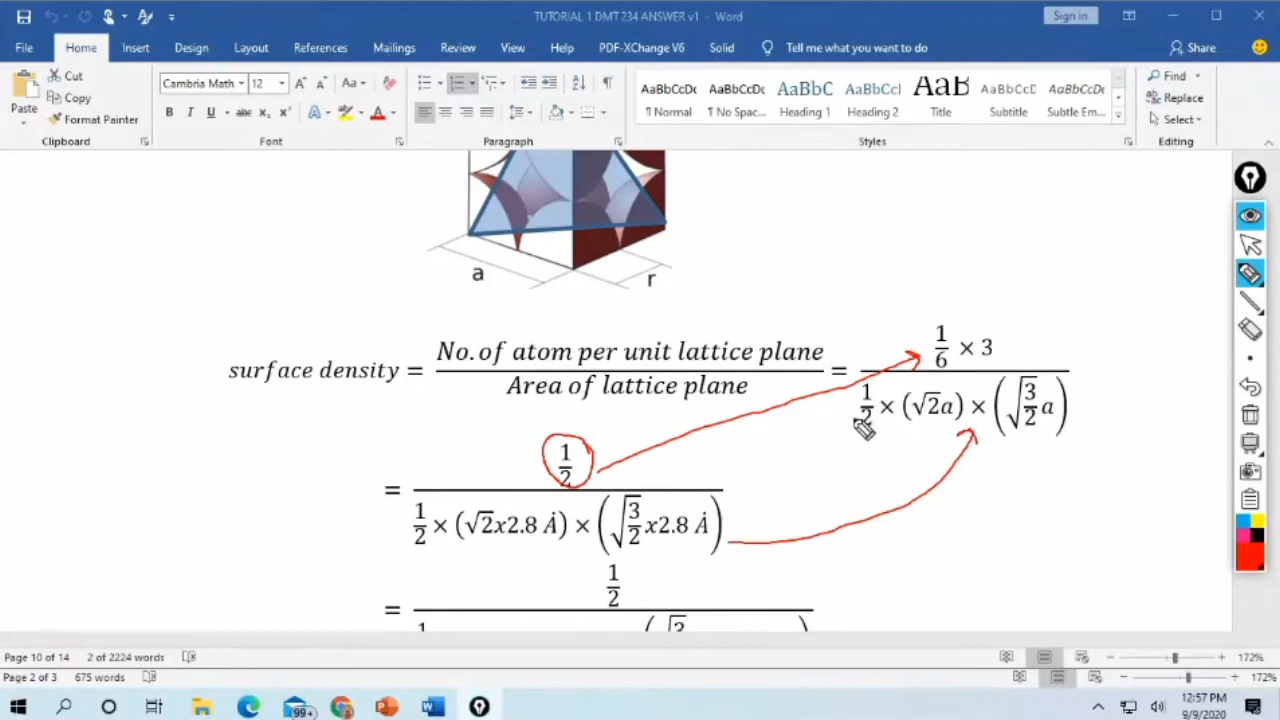 TUTORIAL 1 DMT 234 ANSWER v1 - Word
Sign in
File Home Insert Design Layout References Mailings Review View Help PDF-XChange V6 Solid Tell me what you want to do Share
Paste
Cut
Copy
Format Painter
Cambria Math 12
AaBbCcDc AaBbCcDc AaBbC AaBbCcI AaB AaBbCcD AaBbCcDc
¶ Normal ¶ No Spac... Heading 1 Heading 2 Title Subtitle Subtle Em...
Find
Replace
Select
Clipboard Font Paragraph Styles Editing
a
r
surface density = No. of atom per unit lattice plane / Area of lattice plane = 1/6 × 3 / 1/2 × (√2a) × (√3/2 a)
= 1/2 / 1/2 × (√2x2.8 Å) × (√3/2 x2.8 Å)
= 1/2
Page 10 of 14 2 of 2224 words 172%
Page 2 of 3 675 words 172%
99+
12:57 PM
9/9/2020